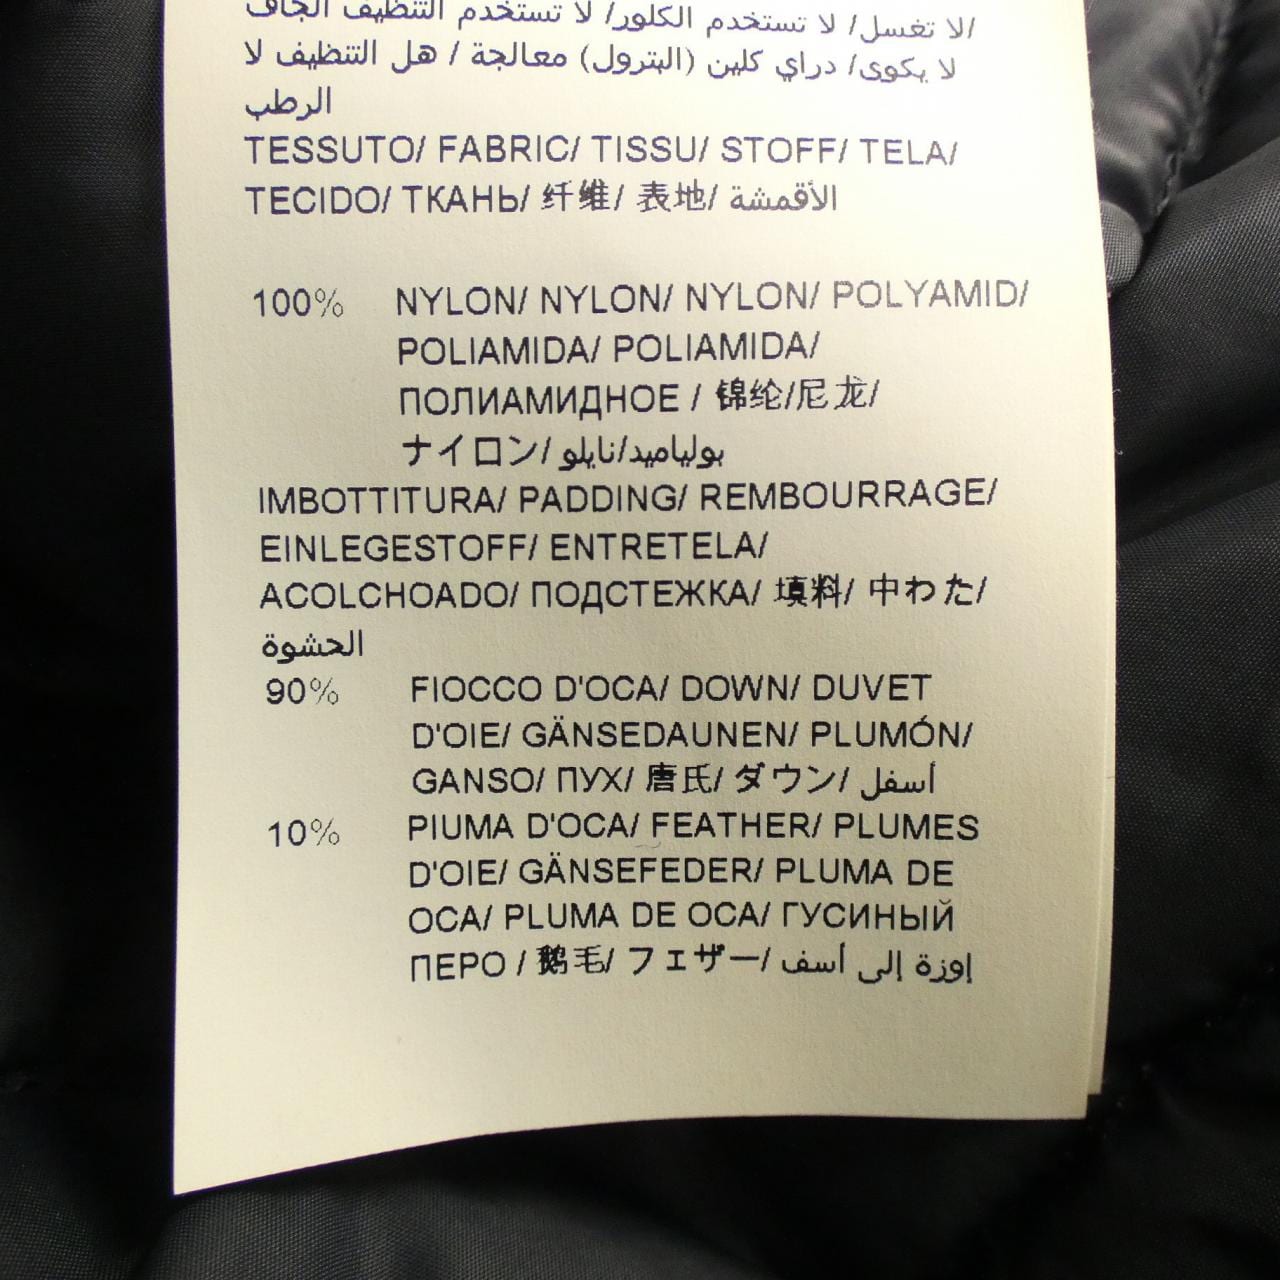 لا تغسل/ لا تستخدم الكلور/ لا تستخدم التنظيف الجاف/
لا يكوى/ دراي كلين (البترول) معالجة / هل التنظيف لا
الرطب
TESSUTO/ FABRIC/ TISSU/ STOFF/ TELA/
TECIDO/ ТКАНЬ/ 纤维/ 表地/ الأقمشة
100% NYLON/ NYLON/ NYLON/ POLYAMID/
POLIAMIDA/ POLIAMIDA/
ПОЛИАМИДНОЕ / 锦纶/尼龙/
ナイロン/ بولياميد/نايلو
IMBOTTITURA/ PADDING/ REMBOURRAGE/
EINLEGESTOFF/ ENTRETELA/
ACOLCHOADO/ ПОДСТЕЖКА/ 填料/ 中わた/
الحشوة
90% FIOCCO D'OCA/ DOWN/ DUVET
D'OIE/ GÄNSEDAUNEN/ PLUMÓN/
GANSO/ ПУХ/ 唐氏/ ダウン/ أسفل
10% PIUMA D'OCA/ FEATHER/ PLUMES
D'OIE/ GÄNSEFEDER/ PLUMA DE
OCA/ PLUMA DE OCA/ ГУСИНЫЙ
ПЕРО / 鹅毛/ フェザー/ إوزة إلى أسف